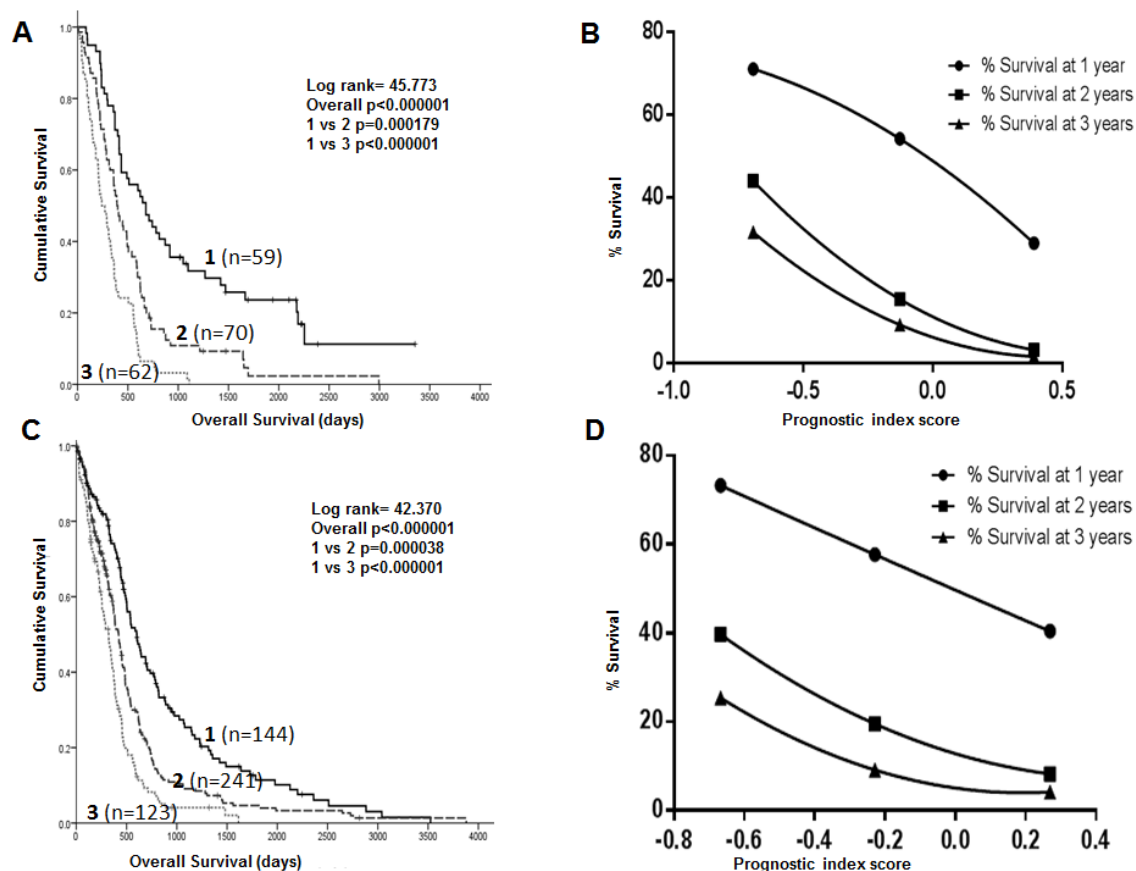 A
Log rank= 45.773
Overall p<0.000001
1 vs 2 p=0.000179
1 vs 3 p<0.000001
1.0
0.8
0.6
0.4
0.2
0.0
Cumulative Survival
1 (n=59)
2 (n=70)
3 (n=62)
0 500 1000 1500 2000 2500 3000 3500 4000
Overall Survival (days)
B
% Survival at 1 year
% Survival at 2 years
% Survival at 3 years
80
60
40
20
0
% Survival
-1.0 -0.5 0.0 0.5
Prognostic index score
C
Log rank= 42.370
Overall p<0.000001
1 vs 2 p=0.000038
1 vs 3 p<0.000001
1.0
0.8
0.6
0.4
0.2
0.0
Cumulative Survival
1 (n=144)
2 (n=241)
3 (n=123)
0 500 1000 1500 2000 2500 3000 3500 4000
Overall Survival (days)
D
% Survival at 1 year
% Survival at 2 years
% Survival at 3 years
80
60
40
20
0
% Survival
-0.8 -0.6 -0.4 -0.2 0.0 0.2 0.4
Prognostic index score